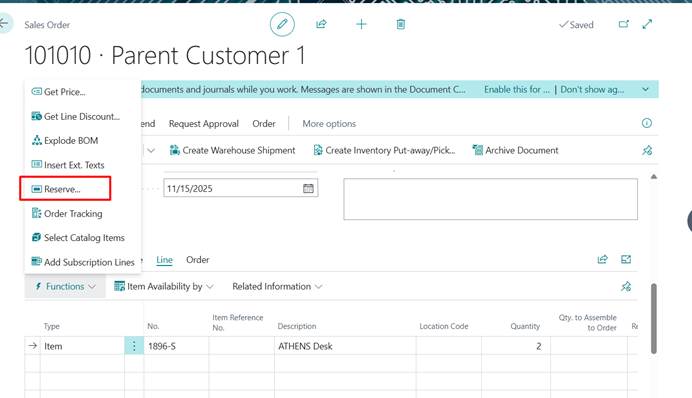 Sales Order
Saved
101010 · Parent Customer 1
documents and journals while you work. Messages are shown in the Document C... Enable this for ... | Don't show ag...
Get Price...
Get Line Discount...
Explode BOM
Insert Ext. Texts
Reserve...
Order Tracking
Select Catalog Items
Add Subscription Lines
end Request Approval Order More options
Create Warehouse Shipment Create Inventory Put-away/Pick... Archive Document
11/15/2025
Line Order
Functions Item Availability by Related Information
Type No. Item Reference No. Description Location Code Quantity Qty. to Assemble to Order Re
Item 1896-S ATHENS Desk 2